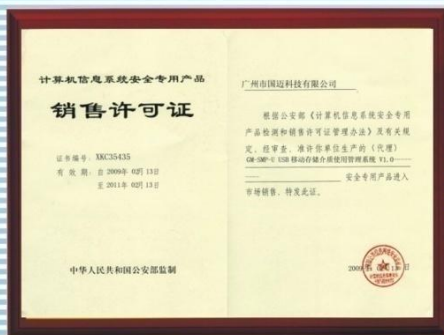 计算机信息系统安全专用产品
销售许可证
证书编号: XKC35435
有 效 期: 自 2009年 02月 13日
至 2011年 02月 13日
中华人民共和国公安部监制
广州市国迈科技有限公司
根据公安部《计算机信息系统安全专用
产品检测和销售许可证管理办法》及有关规
定, 经审查, 准许你单位生产的 (代理)
GM-SMP-U USB移动存储介质使用管理系统 V1.0
安全专用产品进入
市场销售, 特发此证。
2009年